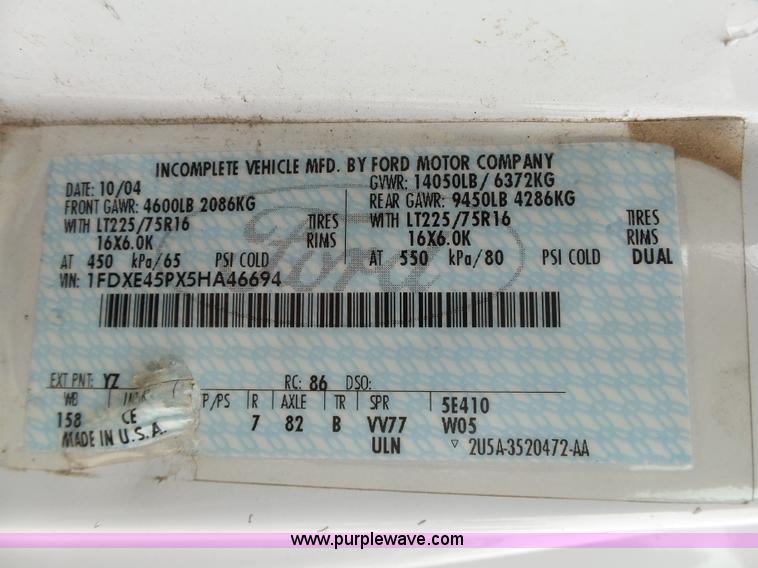 INCOMPLETE VEHICLE MFD. BY FORD MOTOR COMPANY
DATE: 10/04 GVWR: 14050LB/ 6372KG
FRONT GAWR: 4600LB 2086KG REAR GAWR: 9450LB 4286KG
WITH LT225/75R16 TIRES WITH LT225/75R16 TIRES
16X6.0K RIMS 16X6.0K RIMS
AT 450 kPa/65 PSI COLD AT 550 kPa/80 PSI COLD DUAL
VIN: 1FDXE45PX5HA46694
Ford
EXT PNT: YZ RC: 86 DSO:
WB P/PS R AXLE TR SPR 5E410
158 CE 7 82 B VV77 W05
MADE IN U.S.A. ULN ▽ 2U5A-3520472-AA
www.purplewave.com